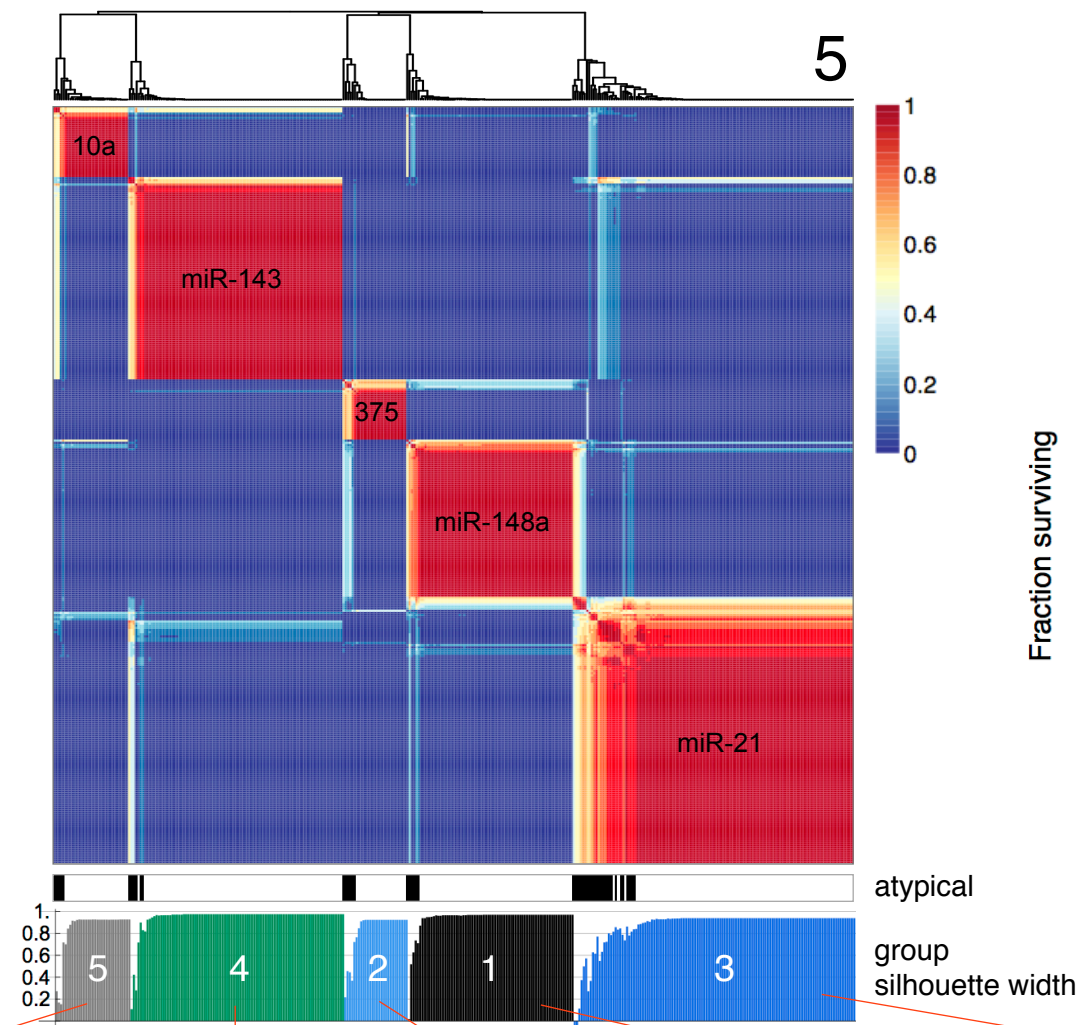 5
1
0.8
0.6
0.4
0.2
0
Fraction surviving
10a
miR-143
375
miR-148a
miR-21
atypical
1.
0.8
0.6
0.4
0.2
5
4
2
1
3
group
silhouette width